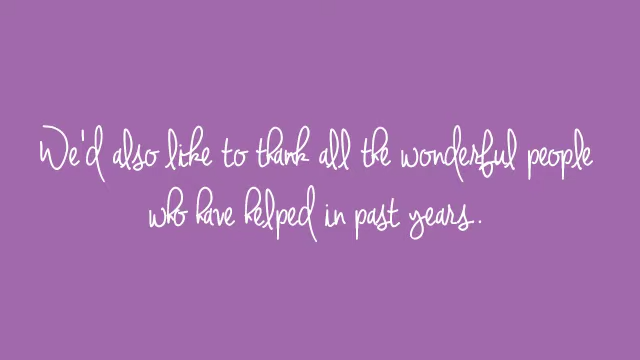 We'd also like to thank all the wonderful people
who have helped in past years..